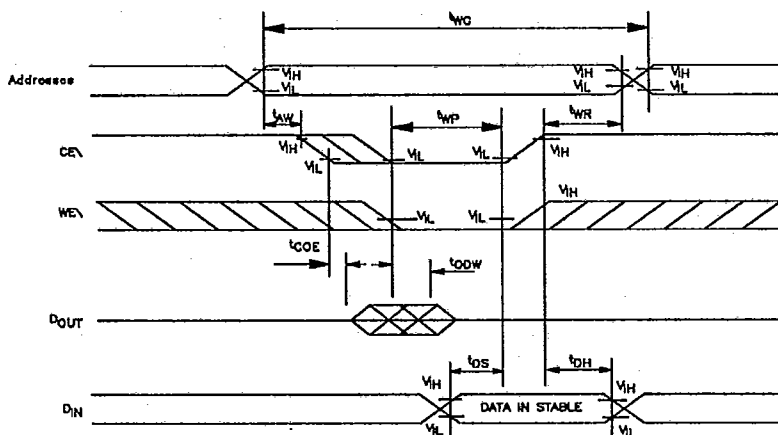 tWC
Addresses
VIH
VIL
VIH
VIL
VIH
VIL
tAW
tWP
tWR
CE\
VIH
VIL
VIL
VIL
VIH
WE\
VIL
VIL
VIH
tCOE
tODW
DOUT
tDS
tDH
DIN
VIH
VIL
DATA IN STABLE
VIH
VIL